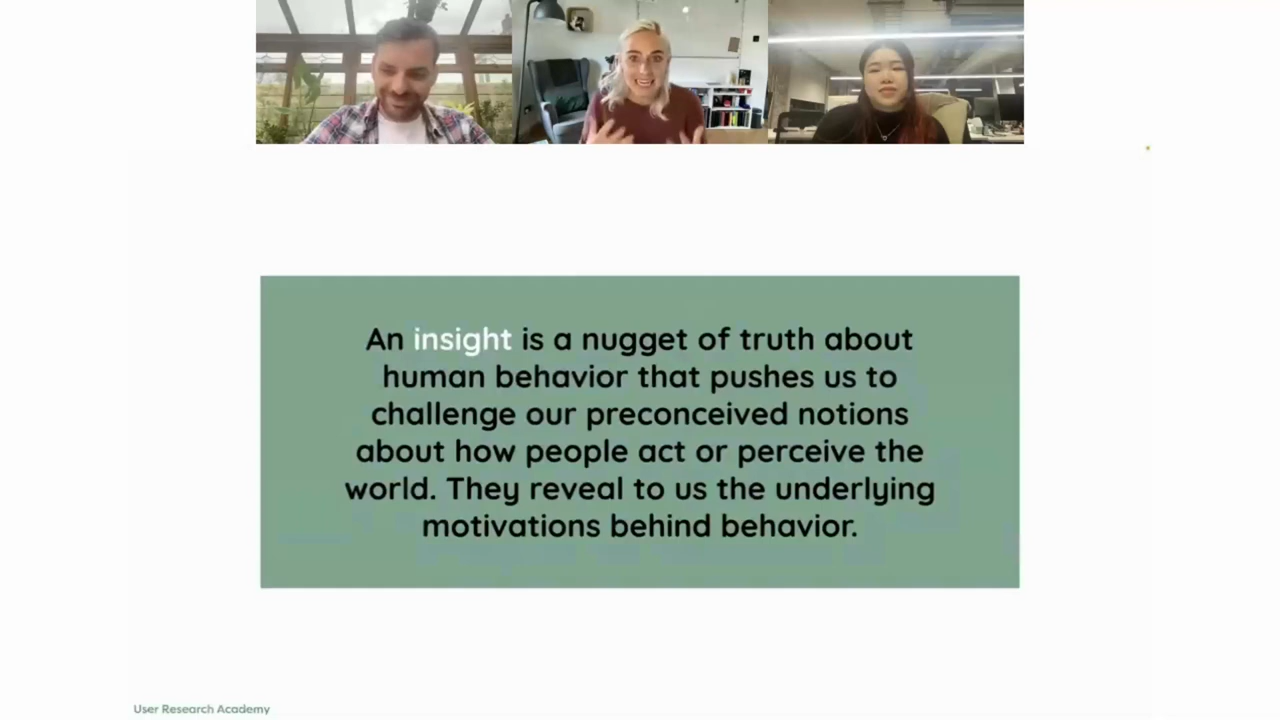 An insight is a nugget of truth about
human behavior that pushes us to
challenge our preconceived notions
about how people act or perceive the
world. They reveal to us the underlying
motivations behind behavior.
User Research Academy